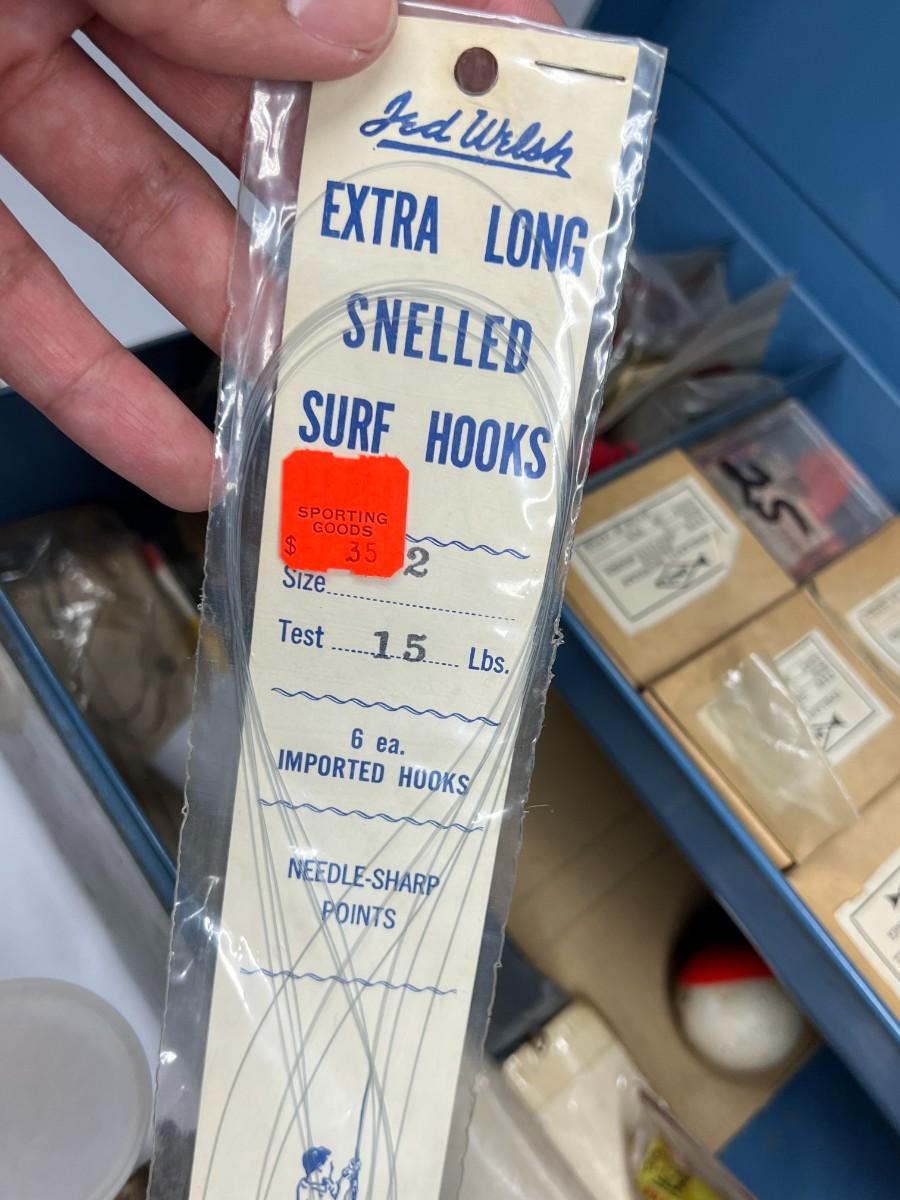 Jed Welsh
EXTRA LONG
SNELLED
SURF HOOKS
SPORTING
GOODS
$ .35
Size 2
Test 15 Lbs.
6 ea.
IMPORTED HOOKS
NEEDLE-SHARP
POINTS
25